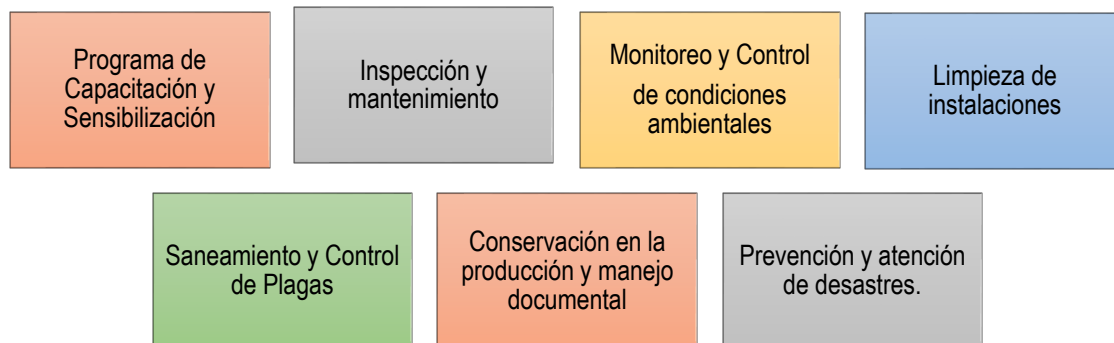 Programa de
Capacitación y
Sensibilización
Inspección y
mantenimiento
Monitoreo y Control
de condiciones
ambientales
Limpieza de
instalaciones
Saneamiento y Control
de Plagas
Conservación en la
producción y manejo
documental
Prevención y atención
de desastres.